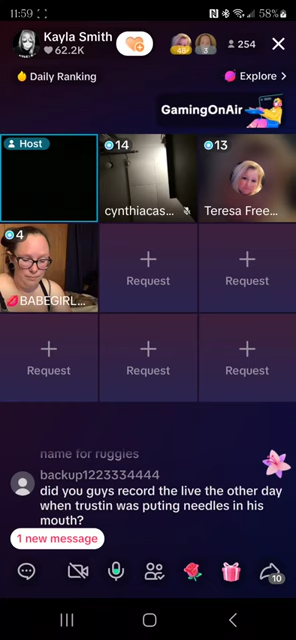 11:59
58%
Kayla Smith
62.2K
254
Daily Ranking
Explore >
GamingOnAir
Host
14
cynthiacas...
13
Teresa Free...
4
BABEGIRL...
Request
Request
Request
Request
Request
name for ruggies
backup1223334444
did you guys record the live the other day
when trustin was puting needles in his
mouth?
1 new message
10